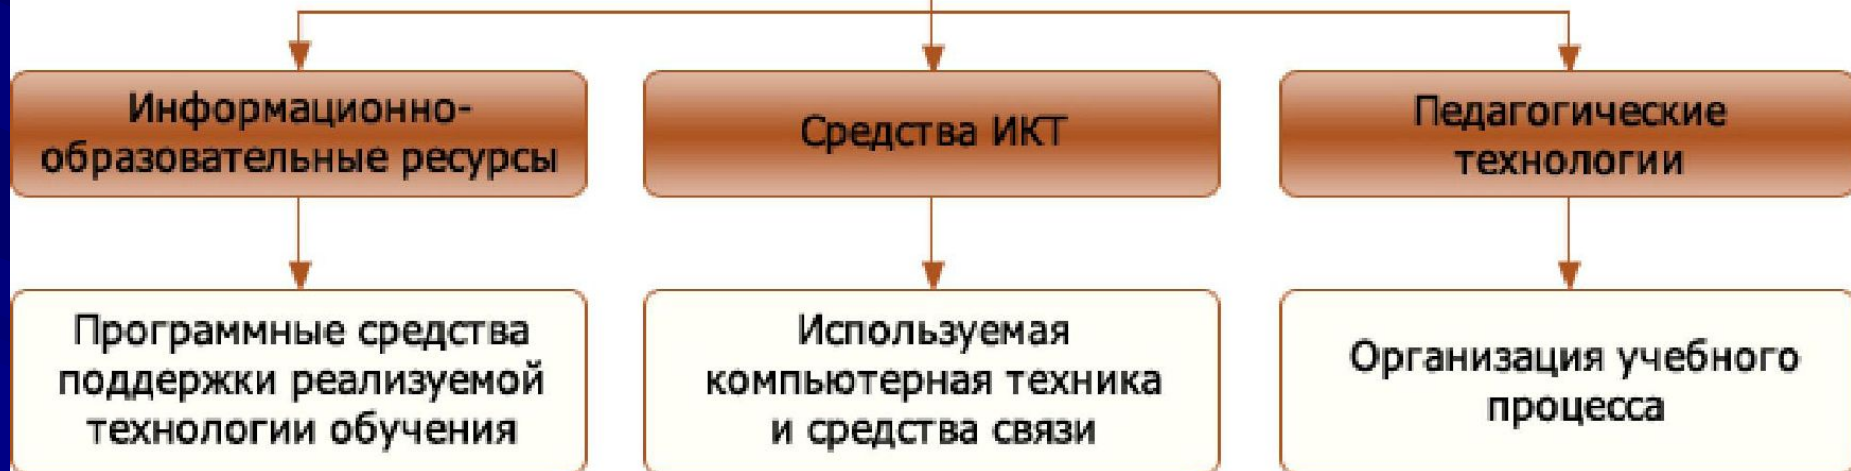 Информационно-
образовательные ресурсы
Средства ИКТ
Педагогические
технологии
Программные средства
поддержки реализуемой
технологии обучения
Используемая
компьютерная техника
и средства связи
Организация учебного
процесса